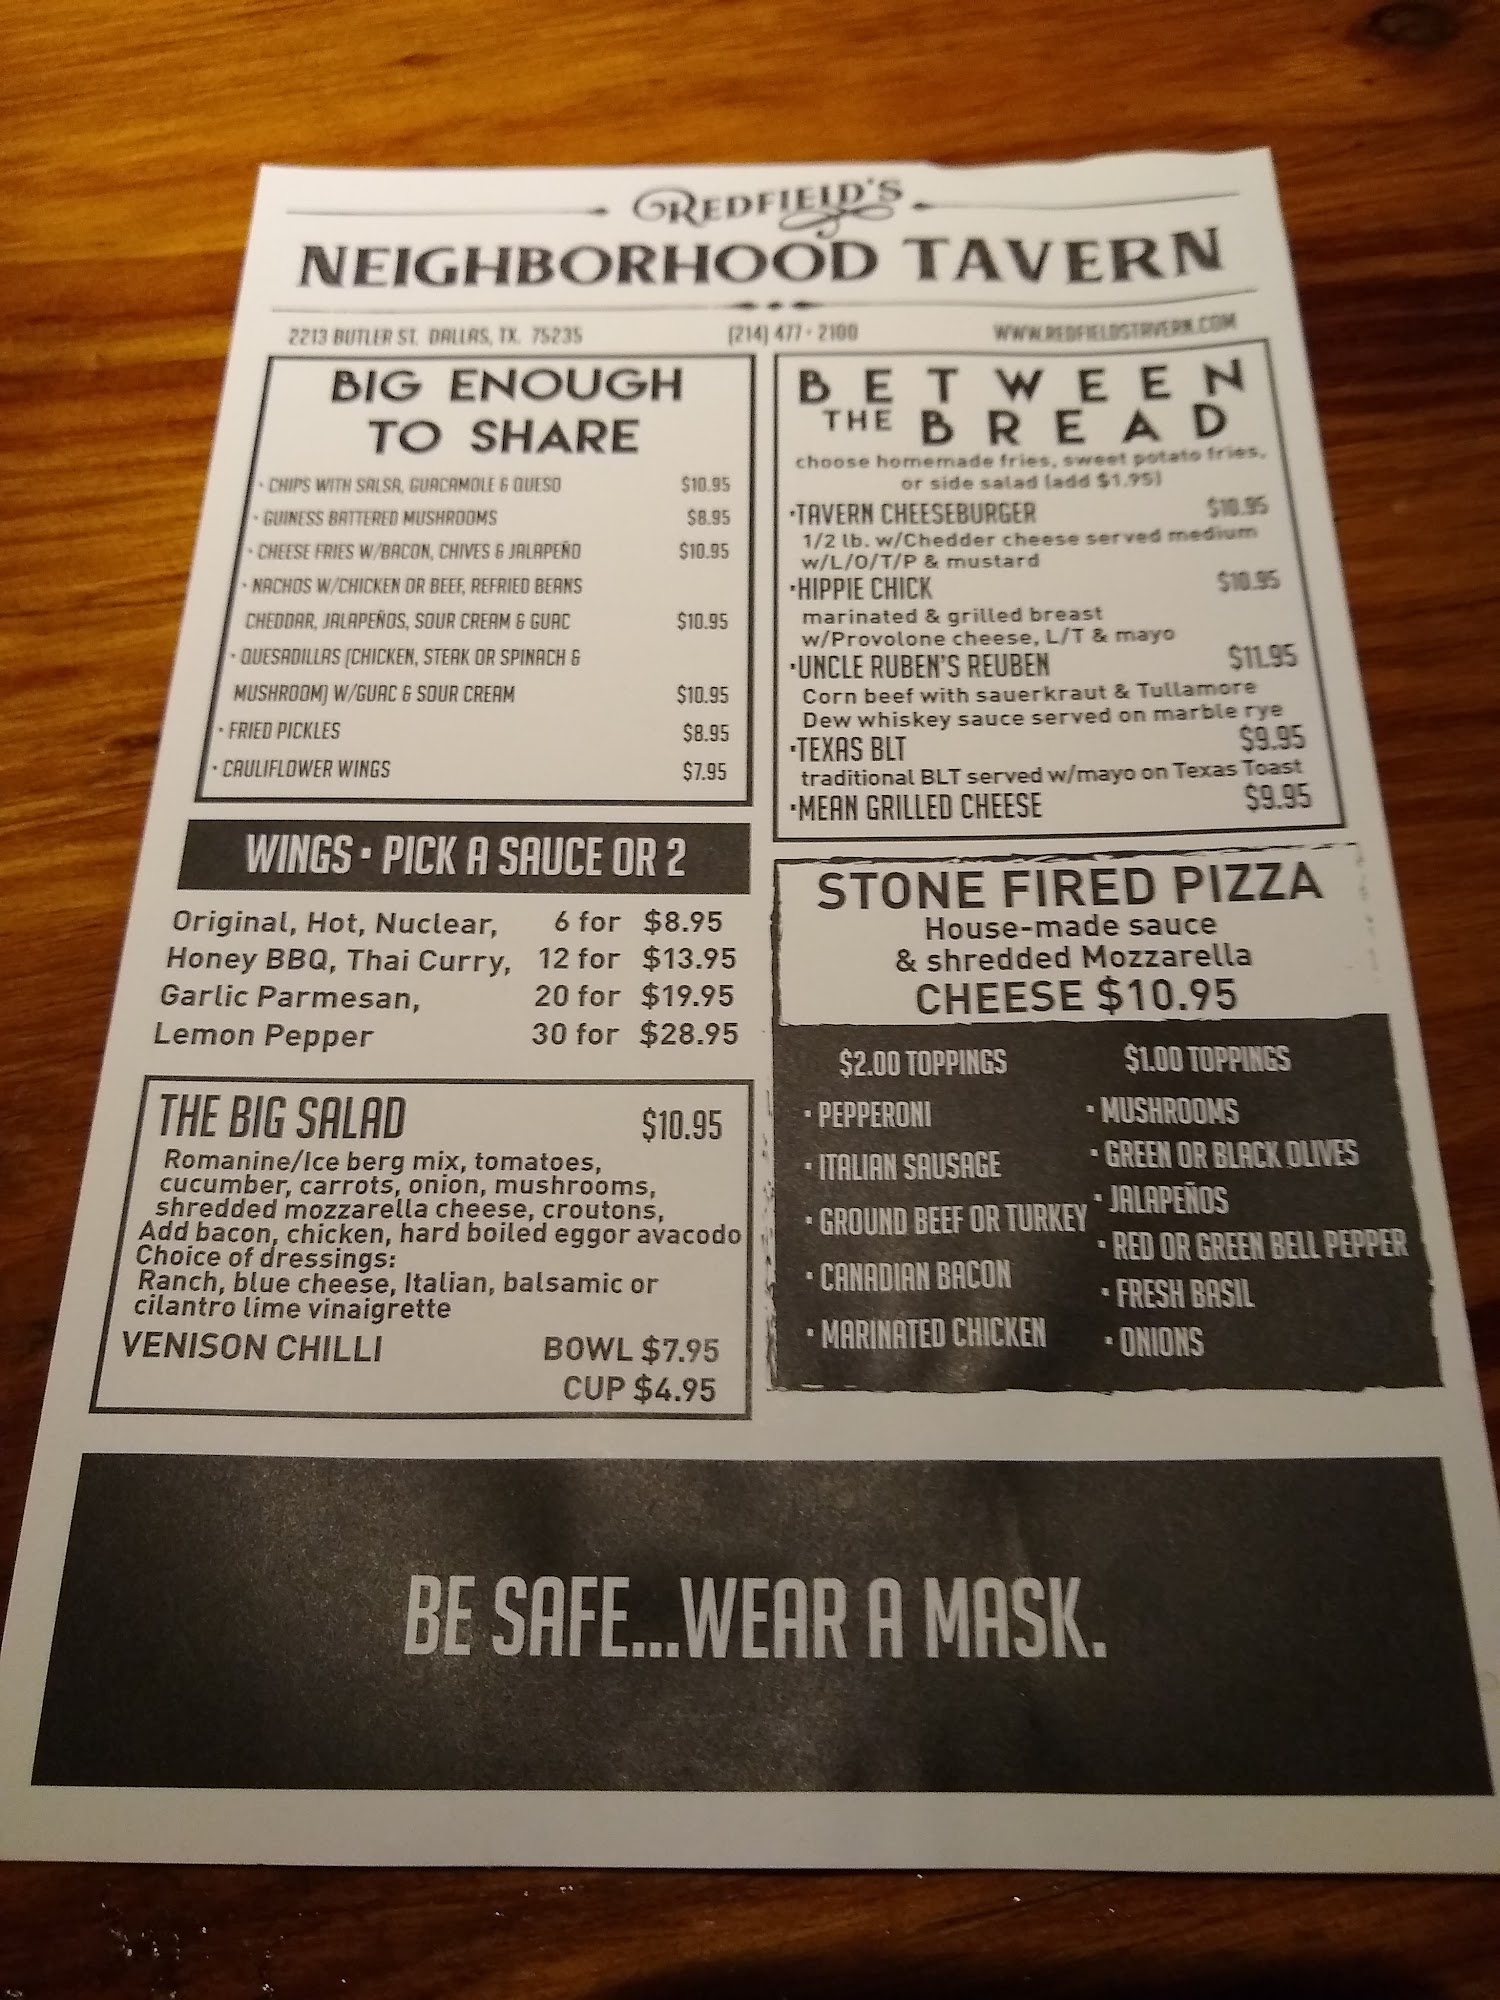 REDFIELD'S
NEIGHBORHOOD TAVERN
2213 BUTLER ST. DALLAS, TX. 75235
(214) 477 - 2100
WWW.REDFIELDSTAVERN.COM
BIG ENOUGH
TO SHARE
· CHIPS WITH SALSA, GUACAMOLE & QUESO $10.95
· GUINESS BATTERED MUSHROOMS $8.95
· CHEESE FRIES W/BACON, CHIVES & JALAPEÑO $10.95
· NACHOS W/CHICKEN OR BEEF, REFRIED BEANS
CHEDDAR, JALAPEÑOS, SOUR CREAM & GUAC $10.95
· QUESADILLAS (CHICKEN, STEAK OR SPINACH &
MUSHROOM) W/GUAC & SOUR CREAM $10.95
· FRIED PICKLES $8.95
· CAULIFLOWER WINGS $7.95
WINGS · PICK A SAUCE OR 2
Original, Hot, Nuclear, 6 for $8.95
Honey BBQ, Thai Curry, 12 for $13.95
Garlic Parmesan, 20 for $19.95
Lemon Pepper 30 for $28.95
THE BIG SALAD $10.95
Romanine/Ice berg mix, tomatoes,
cucumber, carrots, onion, mushrooms,
shredded mozzarella cheese, croutons,
Add bacon, chicken, hard boiled eggor avacodo
Choice of dressings:
Ranch, blue cheese, Italian, balsamic or
cilantro lime vinaigrette
VENISON CHILLI BOWL $7.95
CUP $4.95
BETWEEN
THE BREAD
choose homemade fries, sweet potato fries,
or side salad (add $1.95)
·TAVERN CHEESEBURGER $10.95
1/2 lb. w/Chedder cheese served medium
w/L/O/T/P & mustard
·HIPPIE CHICK $10.95
marinated & grilled breast
w/Provolone cheese, L/T & mayo
·UNCLE RUBEN'S REUBEN $11.95
Corn beef with sauerkraut & Tullamore
Dew whiskey sauce served on marble rye
·TEXAS BLT $9.95
traditional BLT served w/mayo on Texas Toast
·MEAN GRILLED CHEESE $9.95
STONE FIRED PIZZA
House-made sauce
& shredded Mozzarella
CHEESE $10.95
$2.00 TOPPINGS
· PEPPERONI
· ITALIAN SAUSAGE
· GROUND BEEF OR TURKEY
· CANADIAN BACON
· MARINATED CHICKEN
$1.00 TOPPINGS
· MUSHROOMS
· GREEN OR BLACK OLIVES
· JALAPEÑOS
· RED OR GREEN BELL PEPPER
· FRESH BASIL
· ONIONS
BE SAFE...WEAR A MASK.